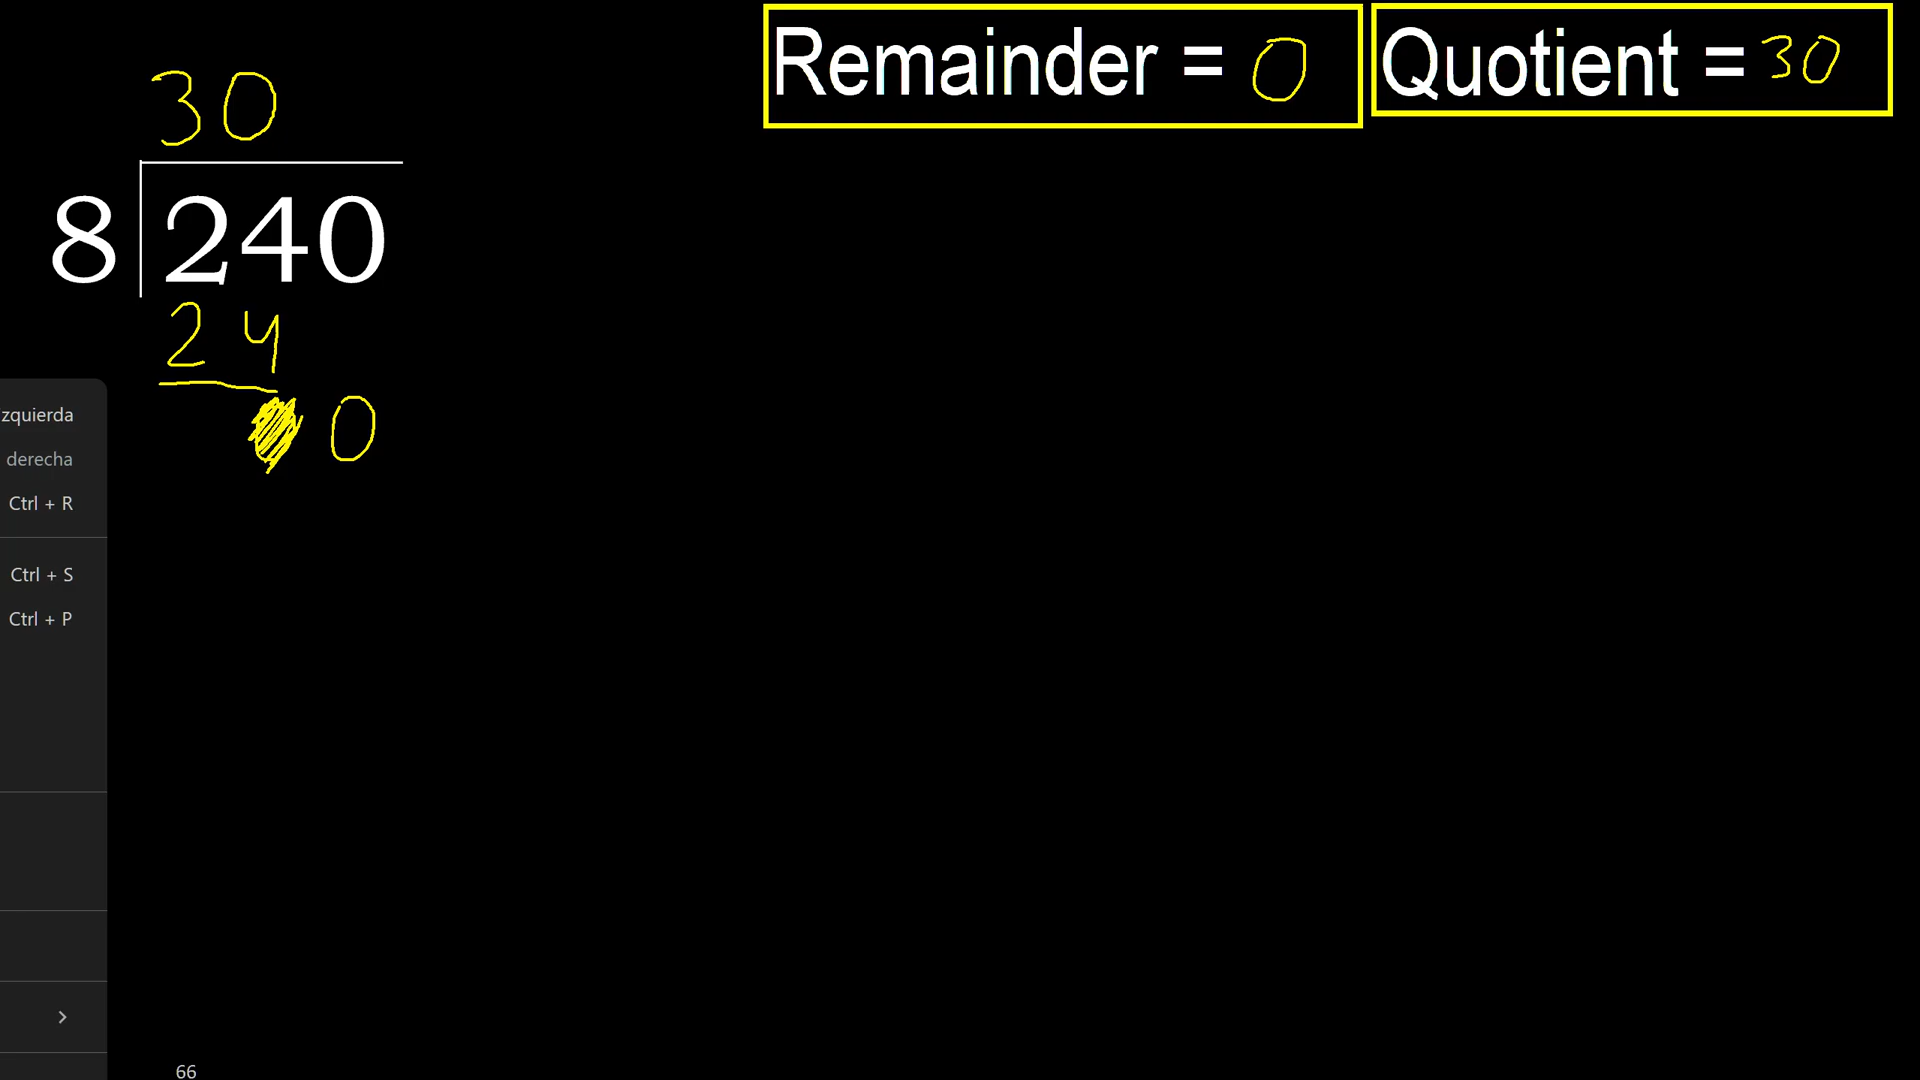 Remainder = 0
Quotient = 30
30
8 240
24
0
zquierda
derecha
Ctrl + R
Ctrl + S
Ctrl + P
66